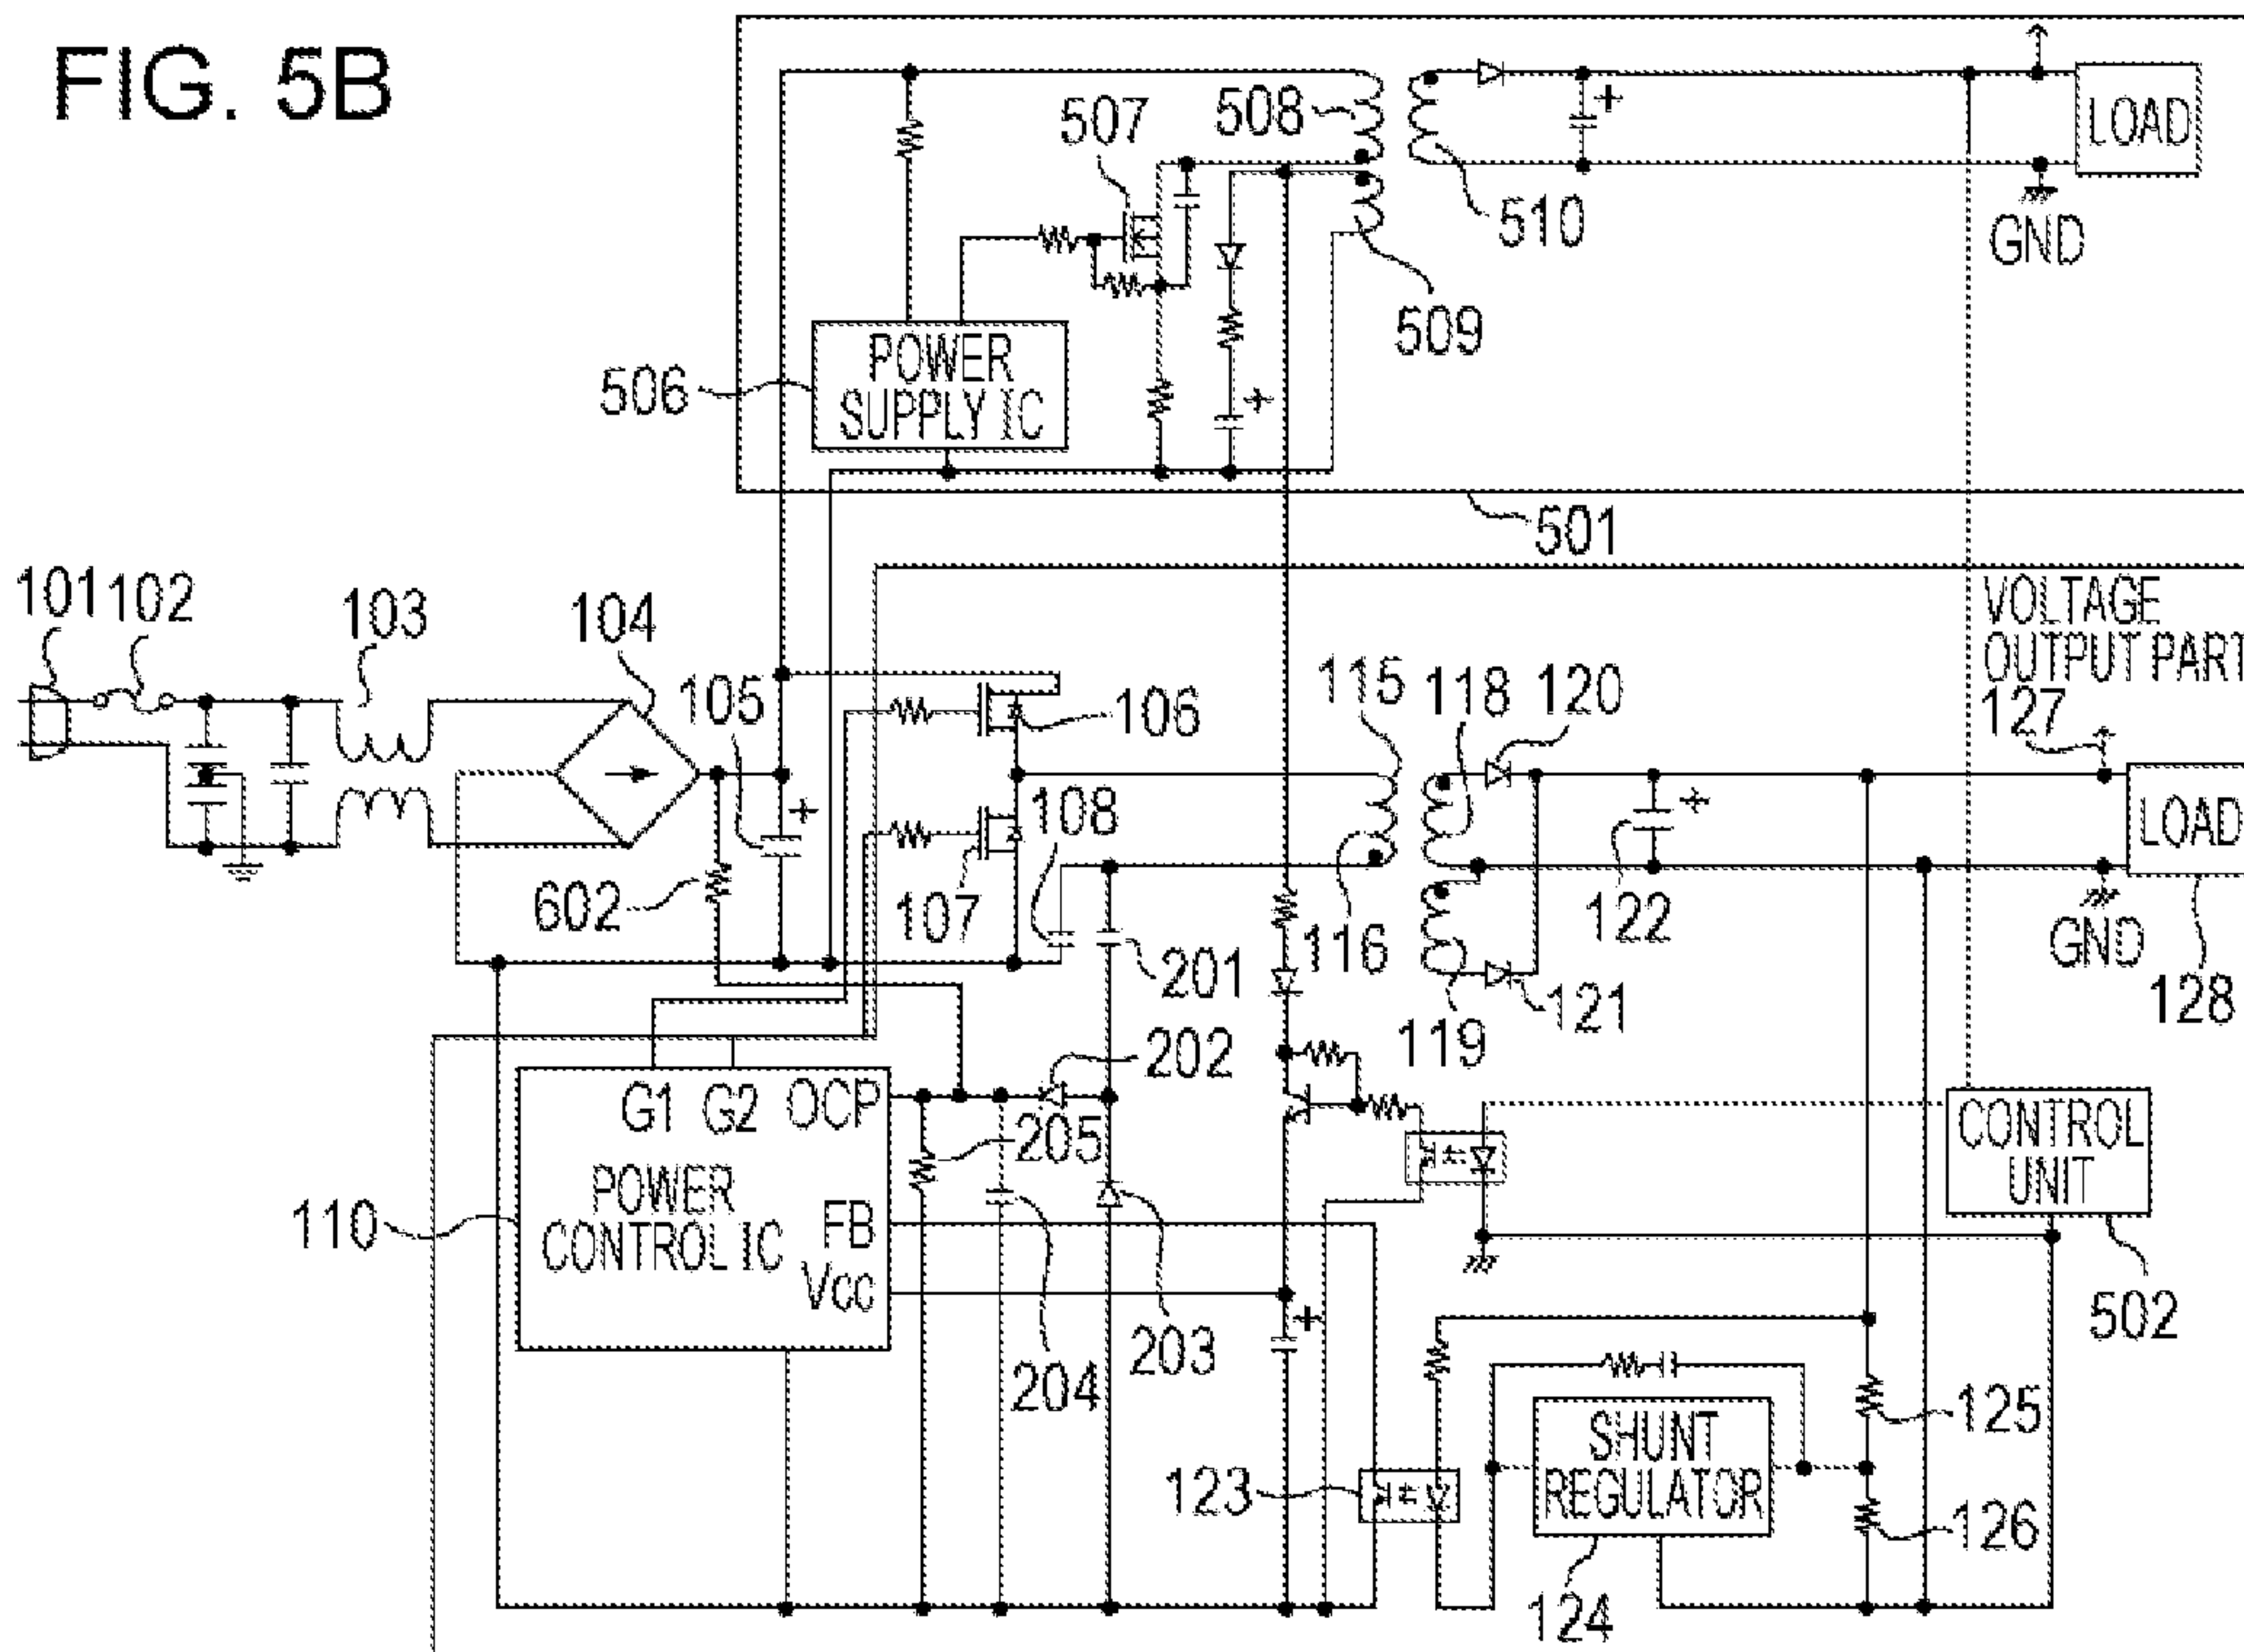 FIG. 5B
507
508
LOAD
510
GND
509
506
POWER
SUPPLY IC
501
101
102
103
104
105
106
115
118
120
VOLTAGE
OUTPUT PART
127
108
LOAD
602
107
116
122
GND
201
119
121
128
202
G1
G2
OCP
205
CONTROL
UNIT
POWER
CONTROL IC
110
FB
Vcc
203
204
502
SHUNT
REGULATOR
125
123
126
124